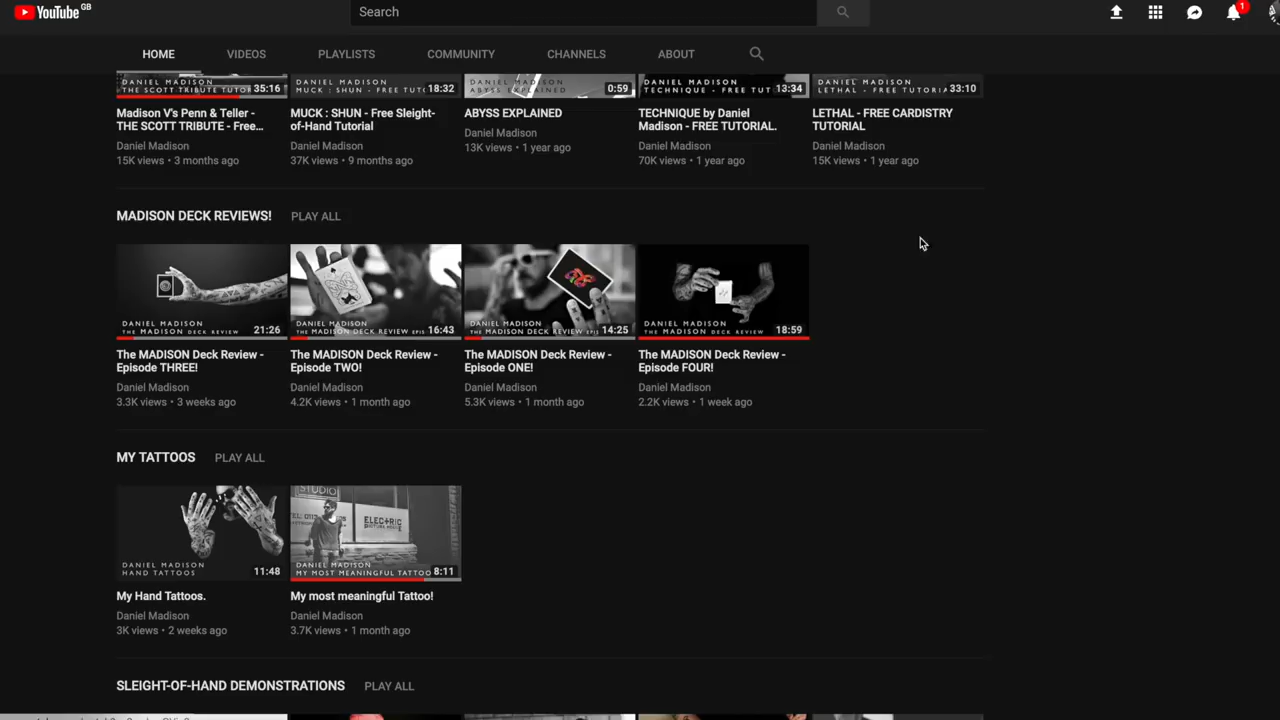 YouTube GB
Search
1
HOME VIDEOS PLAYLISTS COMMUNITY CHANNELS ABOUT
DANIEL MADISON
THE SCOTT TRIBUTE TUTOR 35:16
Madison V's Penn & Teller -
THE SCOTT TRIBUTE - Free...
Daniel Madison
15K views • 3 months ago
DANIEL MADISON
MUCK : SHUN - FREE TUT 18:32
MUCK : SHUN - Free Sleight-
of-Hand Tutorial
Daniel Madison
37K views • 9 months ago
DANIEL MADISON
ABYSS EXPLAINED 0:59
ABYSS EXPLAINED
Daniel Madison
13K views • 1 year ago
DANIEL MADISON
TECHNIQUE - FREE TUT 13:34
TECHNIQUE by Daniel
Madison - FREE TUTORIAL.
Daniel Madison
70K views • 1 year ago
DANIEL MADISON
LETHAL - FREE TUTORI 33:10
LETHAL - FREE CARDISTRY
TUTORIAL
Daniel Madison
15K views • 1 year ago
MADISON DECK REVIEWS! PLAY ALL
DANIEL MADISON
THE MADISON DECK REVIEW 21:26
The MADISON Deck Review -
Episode THREE!
Daniel Madison
3.3K views • 3 weeks ago
DANIEL MADISON
THE MADISON DECK REVIEW EPIS 16:43
The MADISON Deck Review -
Episode TWO!
Daniel Madison
4.2K views • 1 month ago
DANIEL MADISON
THE MADISON DECK REVIEW EPIS 14:25
The MADISON Deck Review -
Episode ONE!
Daniel Madison
5.3K views • 1 month ago
DANIEL MADISON
THE MADISON DECK REVIEW 18:59
The MADISON Deck Review -
Episode FOUR!
Daniel Madison
2.2K views • 1 week ago
MY TATTOOS PLAY ALL
DANIEL MADISON
HAND TATTOOS 11:48
My Hand Tattoos.
Daniel Madison
3K views • 2 weeks ago
STUDIO
ELECTRIC
DANIEL MADISON
MY MOST MEANINGFUL TATTOO 8:11
My most meaningful Tattoo!
Daniel Madison
3.7K views • 1 month ago
SLEIGHT-OF-HAND DEMONSTRATIONS PLAY ALL